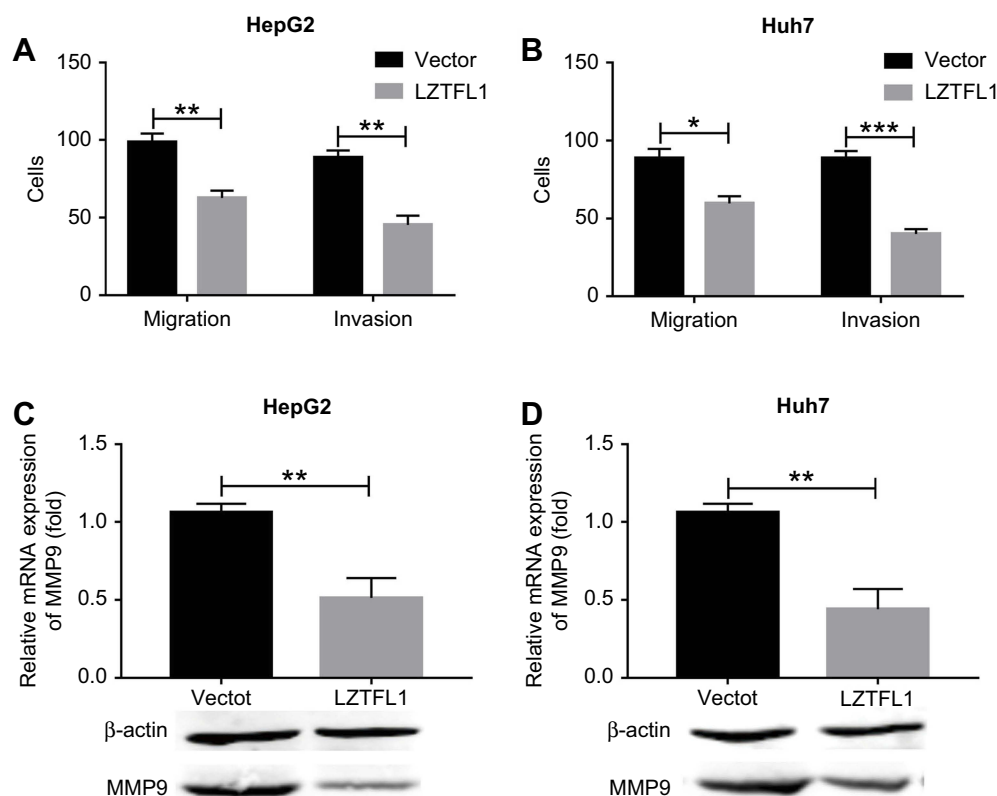 A
HepG2
Vector
LZTFL1
Cells
150
100
50
0
**
**
Migration
Invasion
B
Huh7
Vector
LZTFL1
Cells
150
100
50
0
*
***
Migration
Invasion
C
HepG2
Relative mRNA expression
of MMP9 (fold)
1.5
1.0
0.5
0.0
**
Vectot
LZTFL1
β-actin
MMP9
D
Huh7
Relative mRNA expression
of MMP9 (fold)
1.5
1.0
0.5
0.0
**
Vectot
LZTFL1
β-actin
MMP9